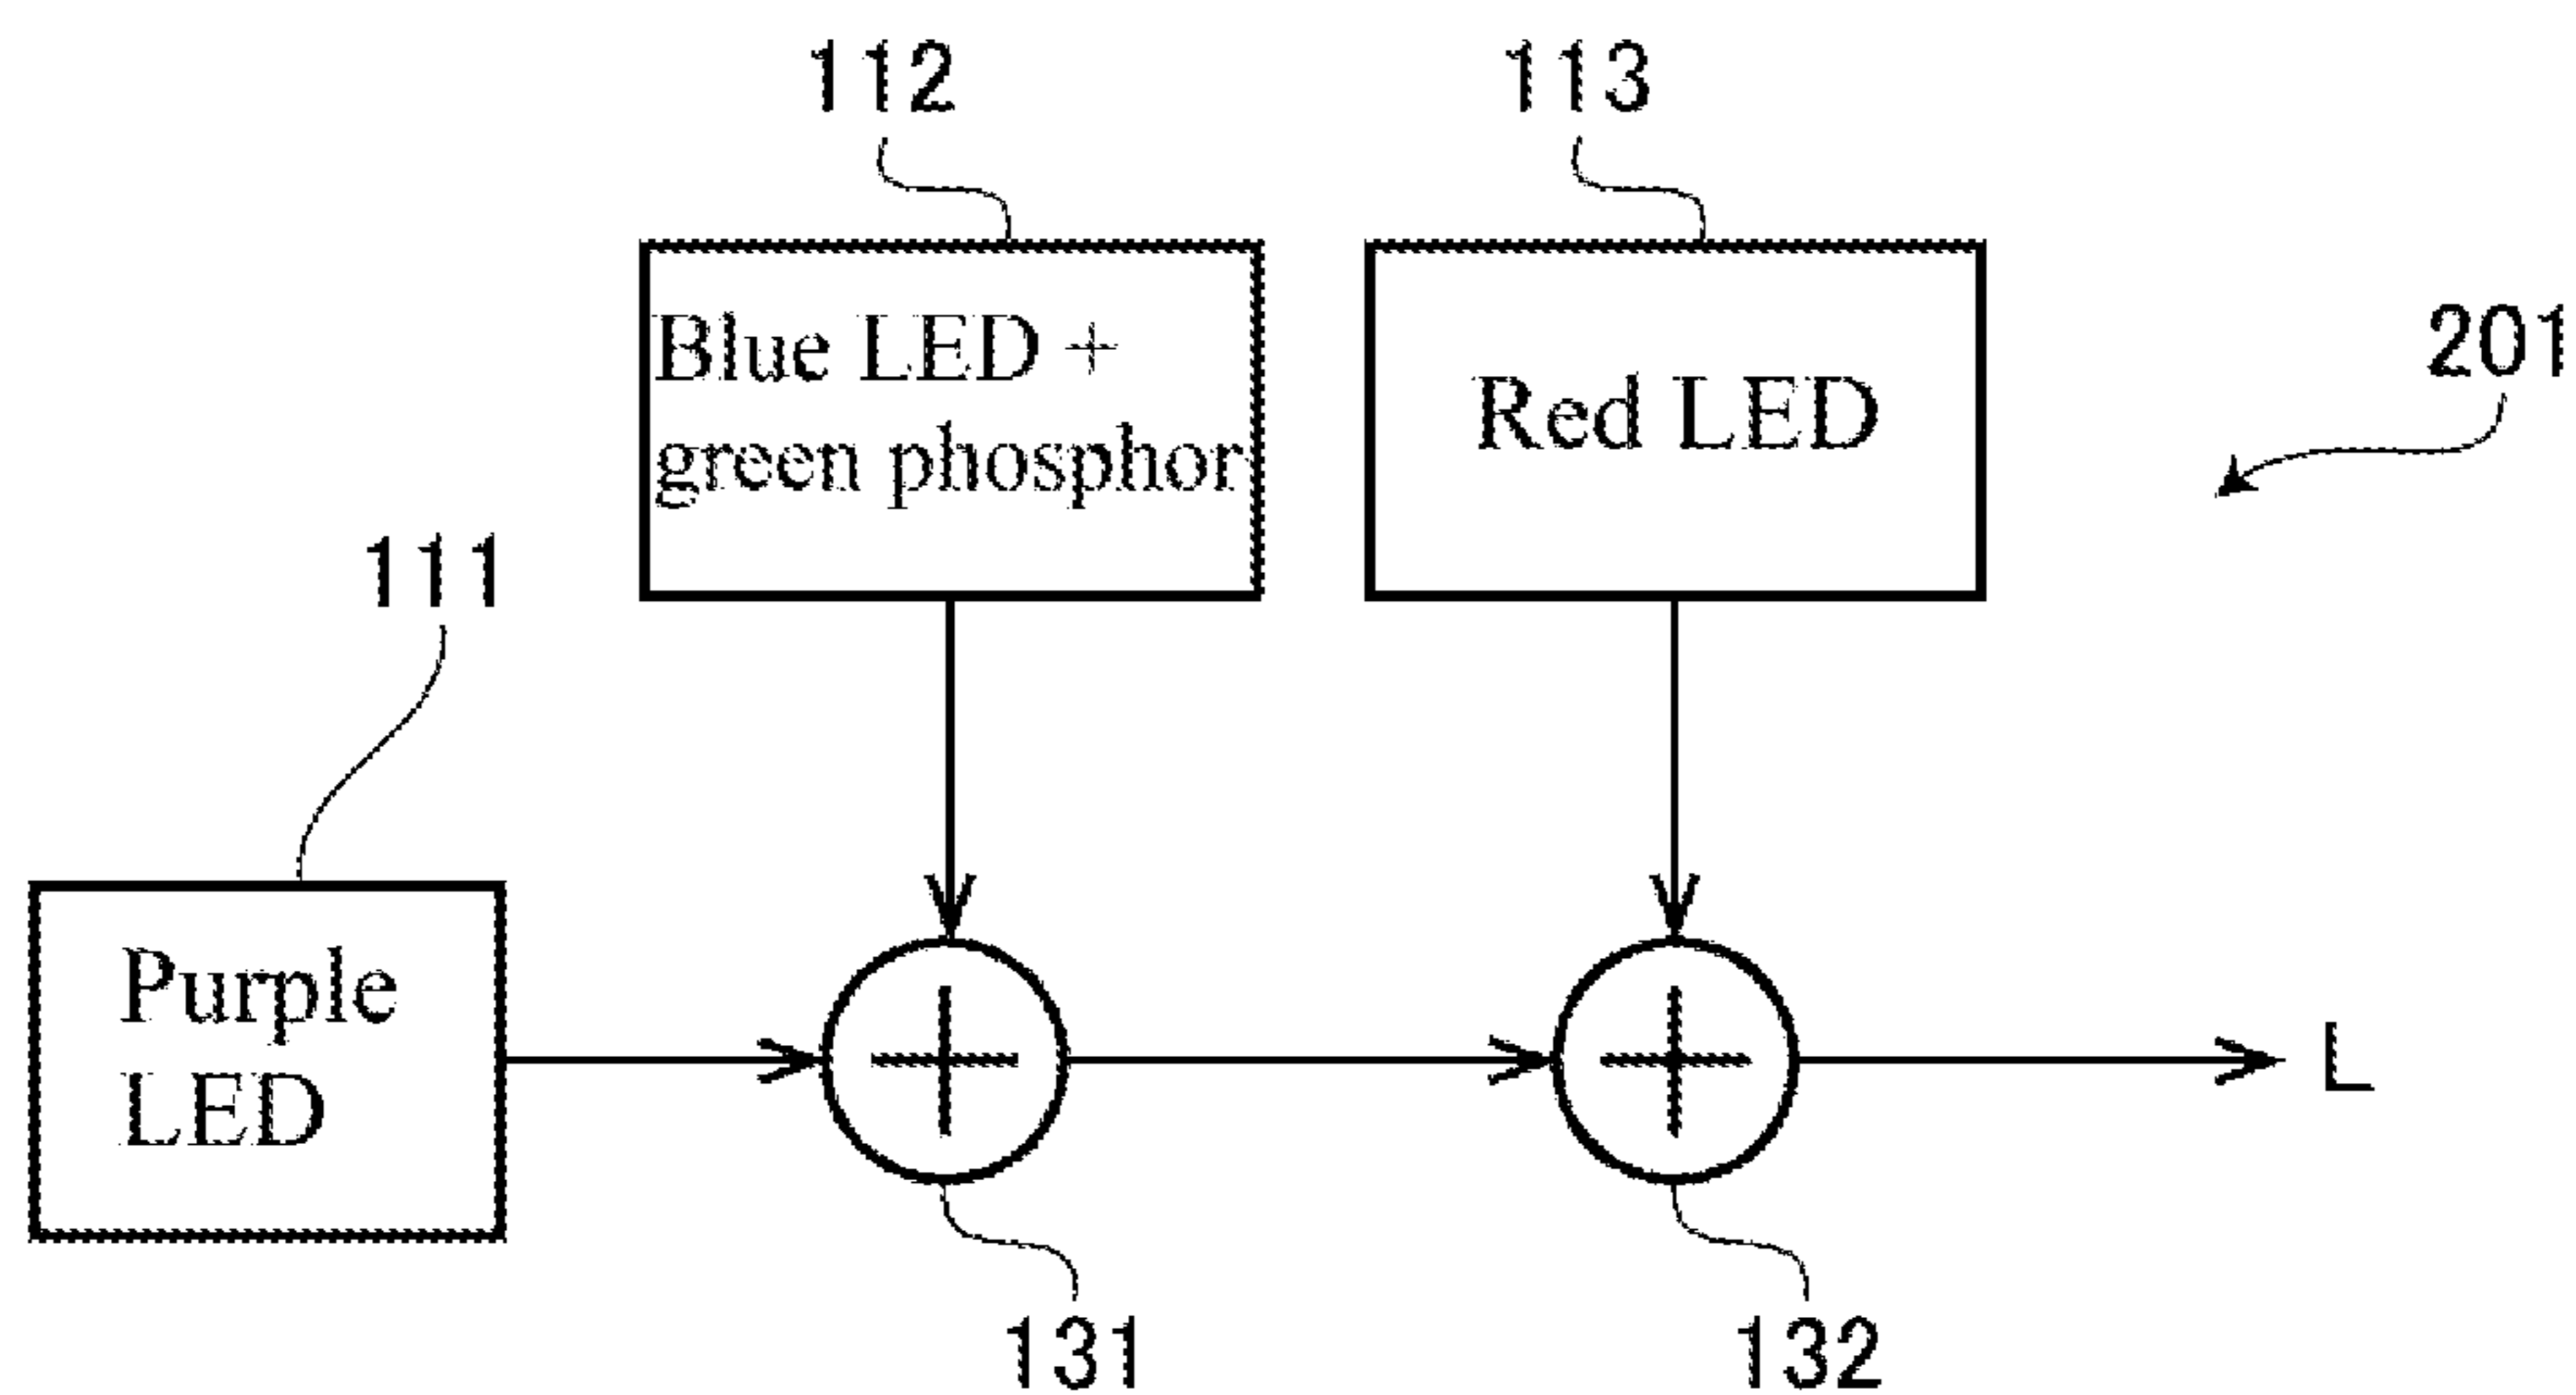 112
113
Blue LED +
green phosphor
Red LED
201
111
Purple
LED
L
131
132